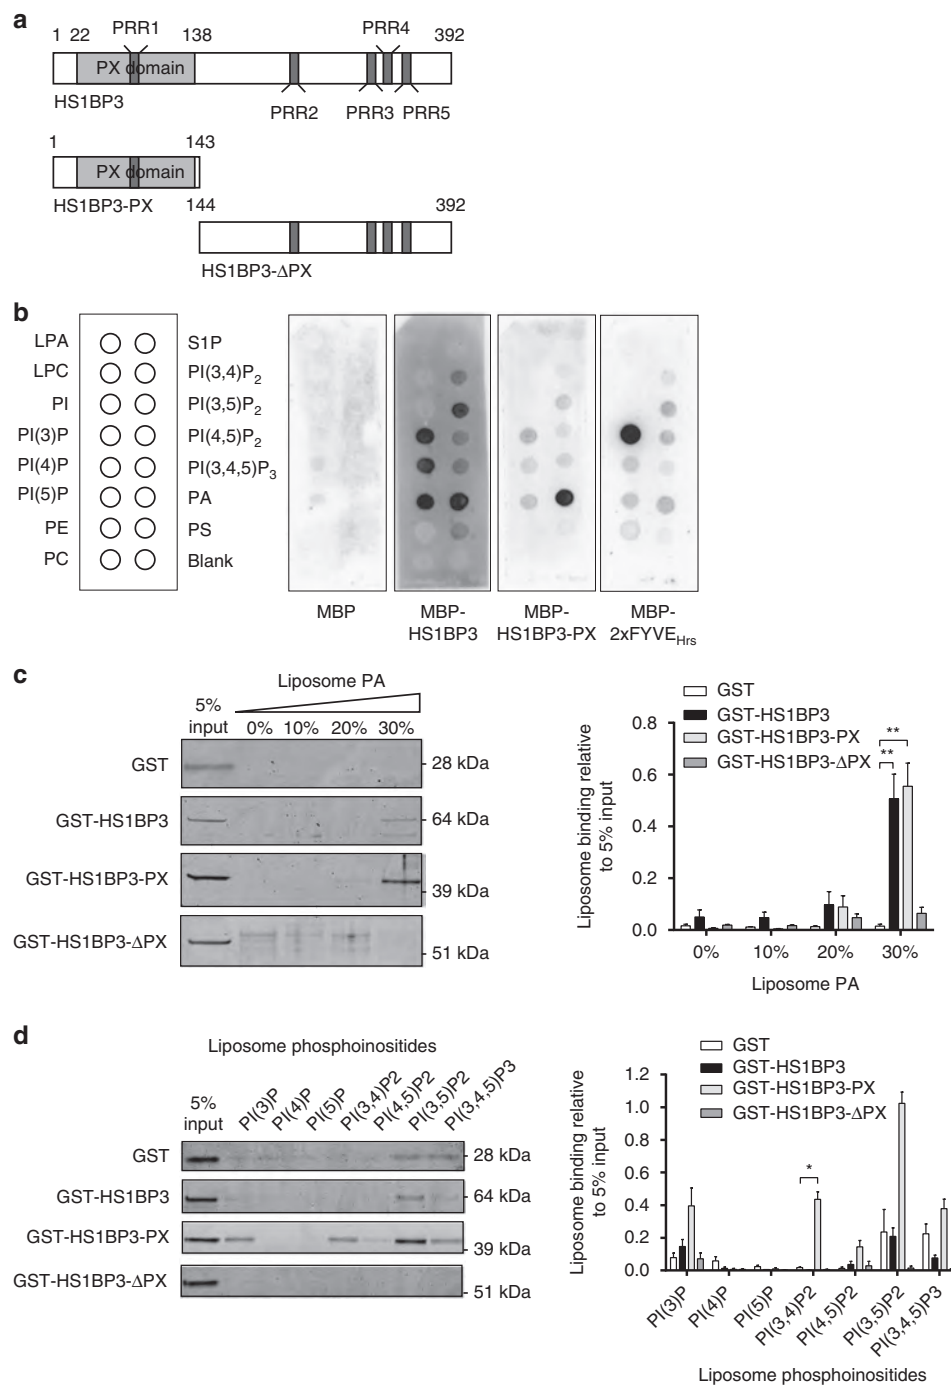 a
PRR1
PRR4
1 22 138 392
PX domain
HS1BP3
PRR2 PRR3 PRR5
1 143
PX domain
HS1BP3-PX
144 392
HS1BP3-ΔPX
b
LPA S1P
LPC PI(3,4)P2
PI PI(3,5)P2
PI(3)P PI(4,5)P2
PI(4)P PI(3,4,5)P3
PI(5)P PA
PE PS
PC Blank
MBP
MBP-
HS1BP3
MBP-
HS1BP3-PX
MBP-
2xFYVEHrs
c
Liposome PA
5%
input
0% 10% 20% 30%
GST 28 kDa
GST-HS1BP3 64 kDa
GST-HS1BP3-PX 39 kDa
GST-HS1BP3-ΔPX 51 kDa
GST
GST-HS1BP3
GST-HS1BP3-PX
GST-HS1BP3-ΔPX
Liposome binding relative
to 5% input
0.8
0.6
0.4
0.2
0.0
**
**
0% 10% 20% 30%
Liposome PA
d
Liposome phosphoinositides
5%
input
PI(3)P
PI(4)P
PI(5)P
PI(3,4)P2
PI(4,5)P2
PI(3,5)P2
PI(3,4,5)P3
GST 28 kDa
GST-HS1BP3 64 kDa
GST-HS1BP3-PX 39 kDa
GST-HS1BP3-ΔPX 51 kDa
GST
GST-HS1BP3
GST-HS1BP3-PX
GST-HS1BP3-ΔPX
Liposome binding relative
to 5% input
1.2
1.0
0.8
0.6
0.4
0.2
0.0
*
PI(3)P
PI(4)P
PI(5)P
PI(3,4)P2
PI(4,5)P2
PI(3,5)P2
PI(3,4,5)P3
Liposome phosphoinositides